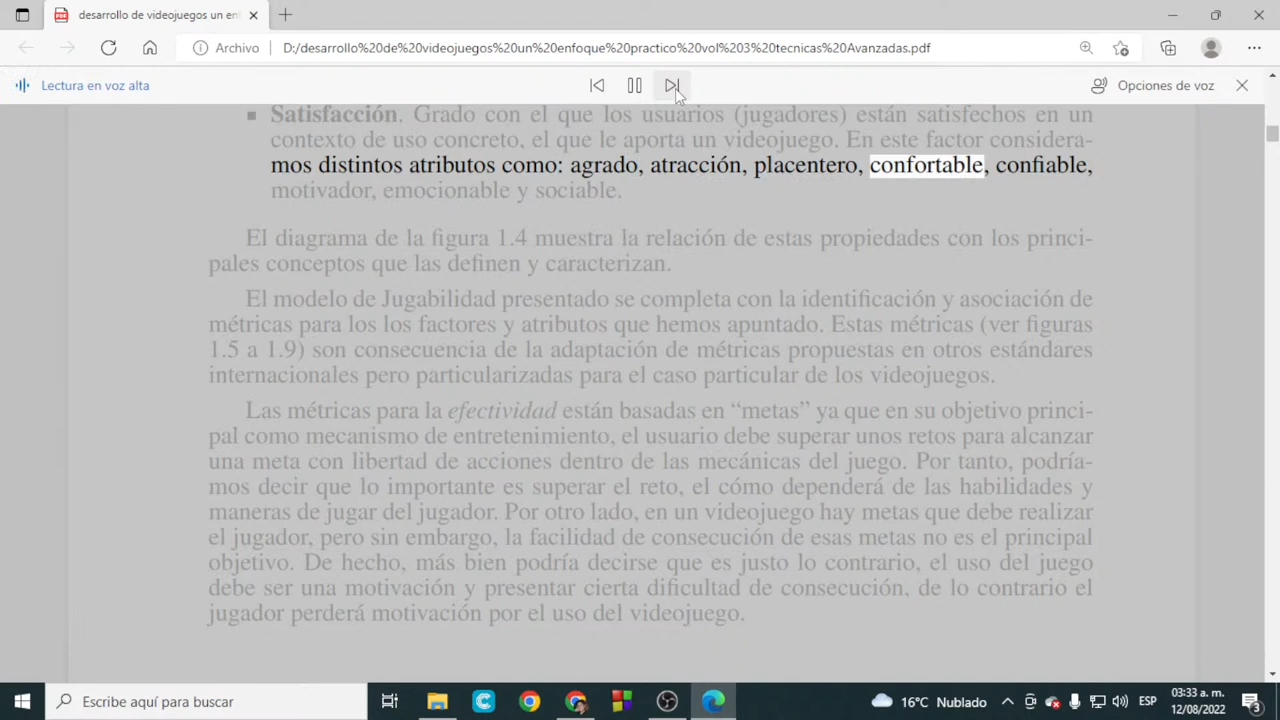 desarrollo de videojuegos un en
Archivo
D:/desarrollo%20de%20videojuegos%20un%20enfoque%20practico%20vol%203%20tecnicas%20Avanzadas.pdf
Lectura en voz alta
Opciones de voz
Satisfacción. Grado con el que los usuarios (jugadores) están satisfechos en un
contexto de uso concreto, el que le aporta un videojuego. En este factor considera-
mos distintos atributos como: agrado, atracción, placentero, confortable, confiable,
motivador, emocionable y sociable.
El diagrama de la figura 1.4 muestra la relación de estas propiedades con los princi-
pales conceptos que las definen y caracterizan.
El modelo de Jugabilidad presentado se completa con la identificación y asociación de
métricas para los los factores y atributos que hemos apuntado. Estas métricas (ver figuras
1.5 a 1.9) son consecuencia de la adaptación de métricas propuestas en otros estándares
internacionales pero particularizadas para el caso particular de los videojuegos.
Las métricas para la efectividad están basadas en “metas” ya que en su objetivo princi-
pal como mecanismo de entretenimiento, el usuario debe superar unos retos para alcanzar
una meta con libertad de acciones dentro de las mecánicas del juego. Por tanto, podría-
mos decir que lo importante es superar el reto, el cómo dependerá de las habilidades y
maneras de jugar del jugador. Por otro lado, en un videojuego hay metas que debe realizar
el jugador, pero sin embargo, la facilidad de consecución de esas metas no es el principal
objetivo. De hecho, más bien podría decirse que es justo lo contrario, el uso del juego
debe ser una motivación y presentar cierta dificultad de consecución, de lo contrario el
jugador perderá motivación por el uso del videojuego.
Escribe aquí para buscar
16°C Nublado
ESP
03:33 a. m.
12/08/2022
3